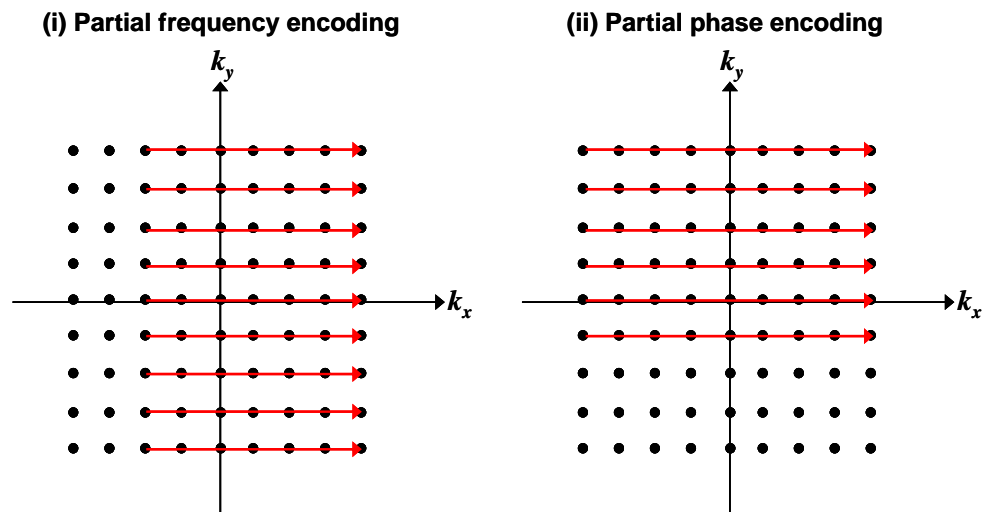 (i) Partial frequency encoding
(ii) Partial phase encoding
k_y
k_y
k_x
k_x